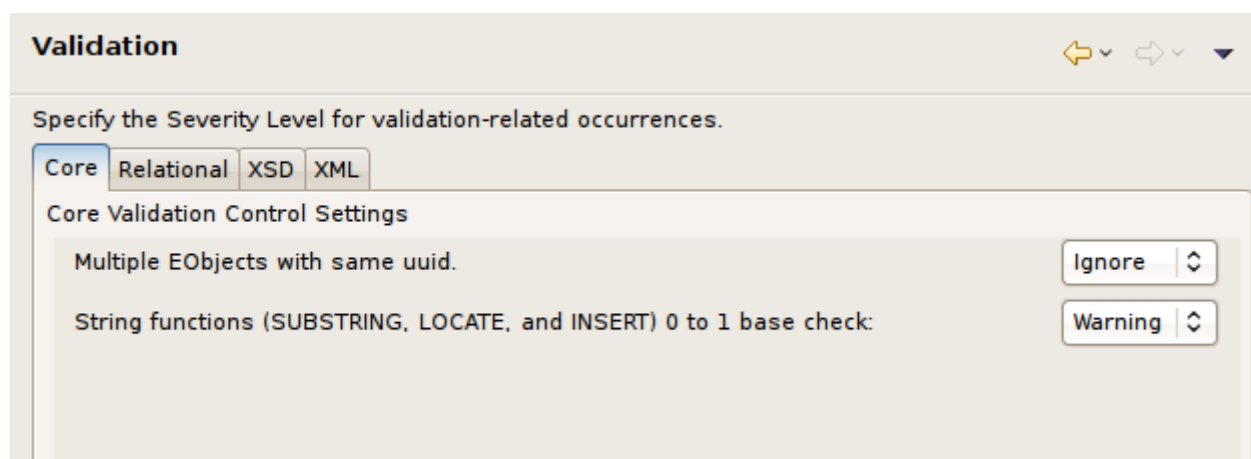 Validation
Specify the Severity Level for validation-related occurrences.
Core Relational XSD XML
Core Validation Control Settings
Multiple EObjects with same uuid. Ignore
String functions (SUBSTRING, LOCATE, and INSERT) 0 to 1 base check: Warning